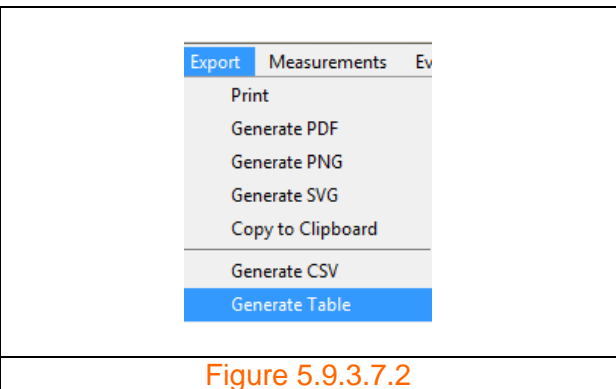 Export Measurements Ev
Print
Generate PDF
Generate PNG
Generate SVG
Copy to Clipboard
Generate CSV
Generate Table
Figure 5.9.3.7.2